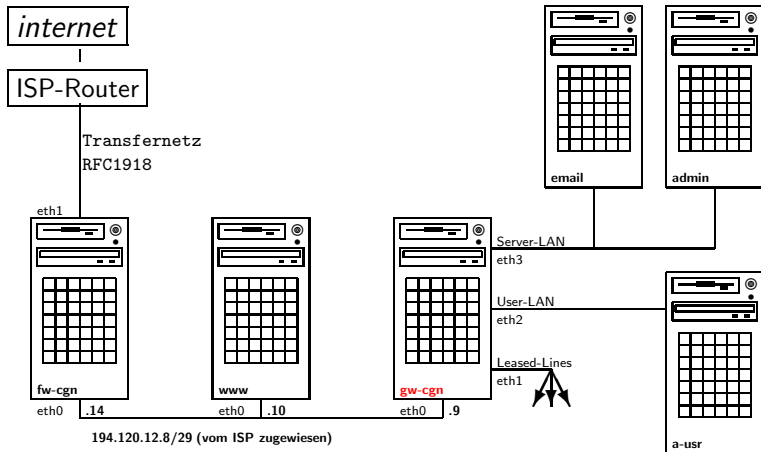 internet
ISP-Router
Transfernetz
RFC1918
email
admin
eth1
Server-LAN
eth3
User-LAN
eth2
Leased-Lines
eth1
fw-cgn
www
gw-cgn
eth0 .14
eth0 .10
eth0 .9
194.120.12.8/29 (vom ISP zugewiesen)
a-usr